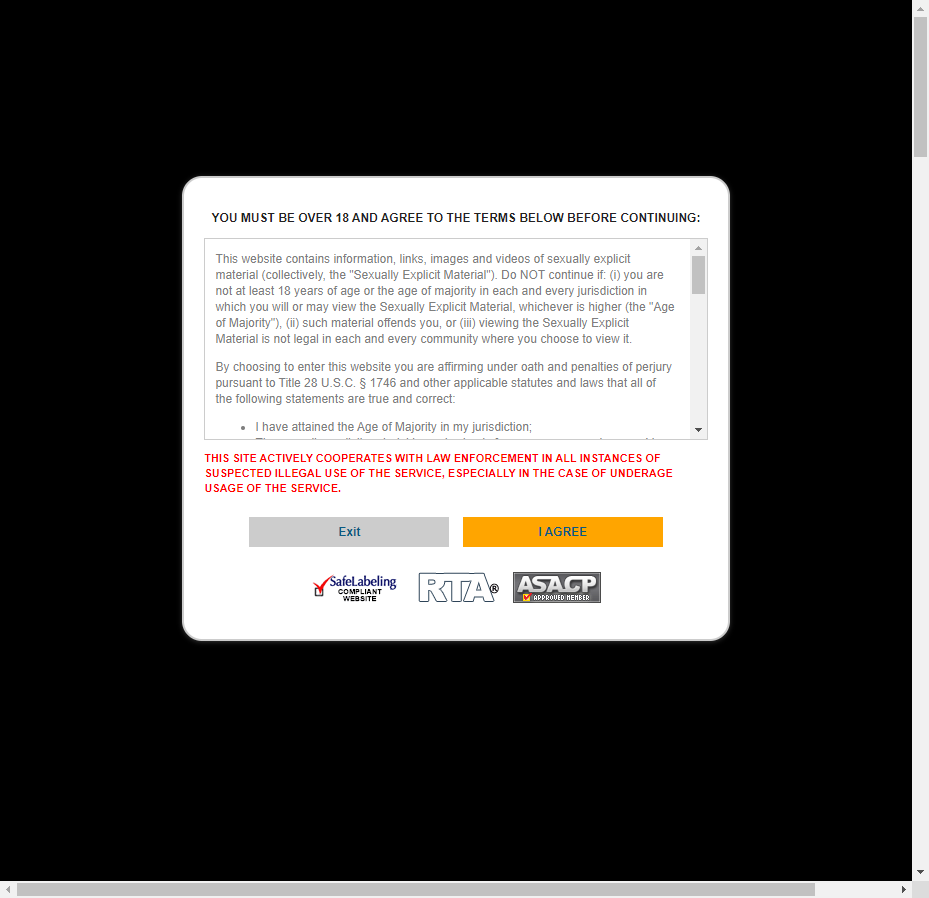 YOU MUST BE OVER 18 AND AGREE TO THE TERMS BELOW BEFORE CONTINUING:
This website contains information, links, images and videos of sexually explicit
material (collectively, the "Sexually Explicit Material"). Do NOT continue if: (i) you are
not at least 18 years of age or the age of majority in each and every jurisdiction in
which you will or may view the Sexually Explicit Material, whichever is higher (the "Age
of Majority"), (ii) such material offends you, or (iii) viewing the Sexually Explicit
Material is not legal in each and every community where you choose to view it.
By choosing to enter this website you are affirming under oath and penalties of perjury
pursuant to Title 28 U.S.C. § 1746 and other applicable statutes and laws that all of
the following statements are true and correct:
• I have attained the Age of Majority in my jurisdiction;
THIS SITE ACTIVELY COOPERATES WITH LAW ENFORCEMENT IN ALL INSTANCES OF
SUSPECTED ILLEGAL USE OF THE SERVICE, ESPECIALLY IN THE CASE OF UNDERAGE
USAGE OF THE SERVICE.
Exit I AGREE
SafeLabeling
COMPLIANT
WEBSITE
RTA®
ASACP
APPROVED MEMBER